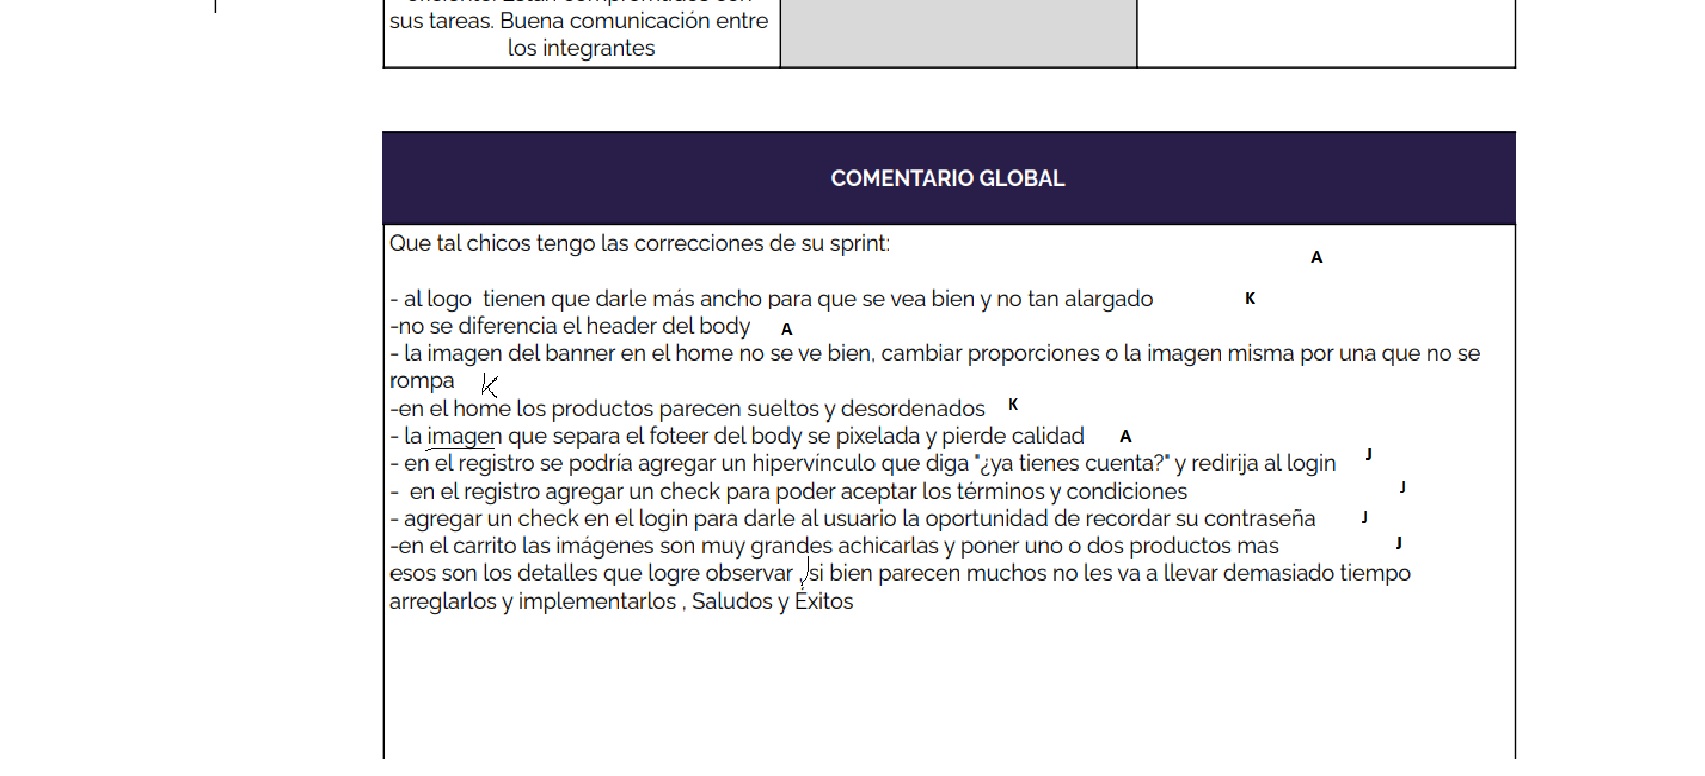 sus tareas. Buena comunicación entre
los integrantes
COMENTARIO GLOBAL
Que tal chicos tengo las correcciones de su sprint:
A
- al logo tienen que darle más ancho para que se vea bien y no tan alargado K
-no se diferencia el header del body A
- la imagen del banner en el home no se ve bien, cambiar proporciones o la imagen misma por una que no se
rompa K
-en el home los productos parecen sueltos y desordenados K
- la imagen que separa el foteer del body se pixelada y pierde calidad A
- en el registro se podría agregar un hipervínculo que diga "¿ya tienes cuenta?" y redirija al login J
- en el registro agregar un check para poder aceptar los términos y condiciones J
- agregar un check en el login para darle al usuario la oportunidad de recordar su contraseña J
-en el carrito las imágenes son muy grandes achicarlas y poner uno o dos productos mas J
esos son los detalles que logre observar , si bien parecen muchos no les va a llevar demasiado tiempo
arreglarlos y implementarlos , Saludos y Éxitos